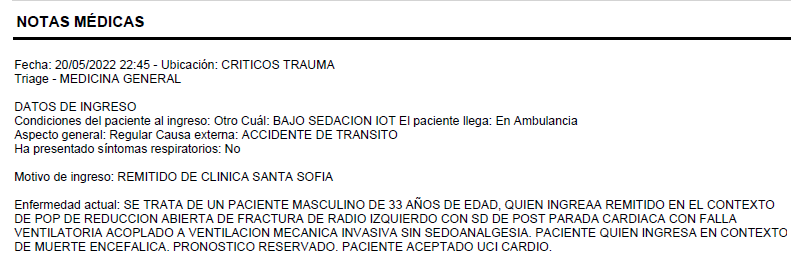 NOTAS MÉDICAS
Fecha: 20/05/2022 22:45 - Ubicación: CRITICOS TRAUMA
Triage - MEDICINA GENERAL
DATOS DE INGRESO
Condiciones del paciente al ingreso: Otro Cuál: BAJO SEDACION IOT El paciente llega: En Ambulancia
Aspecto general: Regular Causa externa: ACCIDENTE DE TRANSITO
Ha presentado síntomas respiratorios: No
Motivo de ingreso: REMITIDO DE CLINICA SANTA SOFIA
Enfermedad actual: SE TRATA DE UN PACIENTE MASCULINO DE 33 AÑOS DE EDAD, QUIEN INGREAA REMITIDO EN EL CONTEXTO
DE POP DE REDUCCION ABIERTA DE FRACTURA DE RADIO IZQUIERDO CON SD DE POST PARADA CARDIACA CON FALLA
VENTILATORIA ACOPLADO A VENTILACION MECANICA INVASIVA SIN SEDOANALGESIA. PACIENTE QUIEN INGRESA EN CONTEXTO
DE MUERTE ENCEFALICA. PRONOSTICO RESERVADO. PACIENTE ACEPTADO UCI CARDIO.